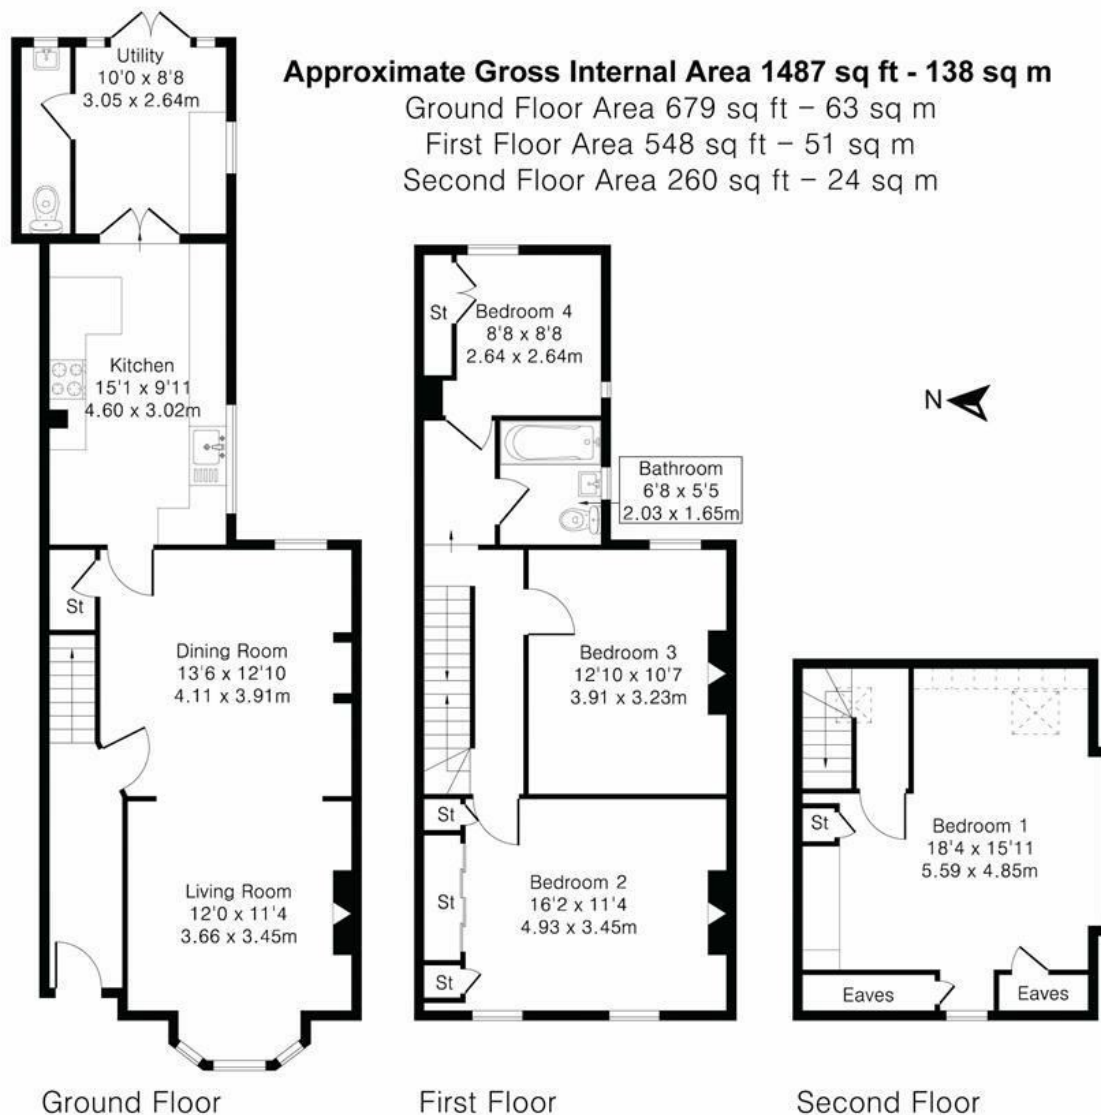 Approximate Gross Internal Area 1487 sq ft - 138 sq m
Ground Floor Area 679 sq ft – 63 sq m
First Floor Area 548 sq ft – 51 sq m
Second Floor Area 260 sq ft – 24 sq m
Utility
10'0 x 8'8
3.05 x 2.64m
Kitchen
15'1 x 9'11
4.60 x 3.02m
St
Dining Room
13'6 x 12'10
4.11 x 3.91m
Living Room
12'0 x 11'4
3.66 x 3.45m
Ground Floor
St
Bedroom 4
8'8 x 8'8
2.64 x 2.64m
Bathroom
6'8 x 5'5
2.03 x 1.65m
Bedroom 3
12'10 x 10'7
3.91 x 3.23m
St
St
Bedroom 2
16'2 x 11'4
4.93 x 3.45m
St
First Floor
N
St
Bedroom 1
18'4 x 15'11
5.59 x 4.85m
Eaves
Eaves
Second Floor